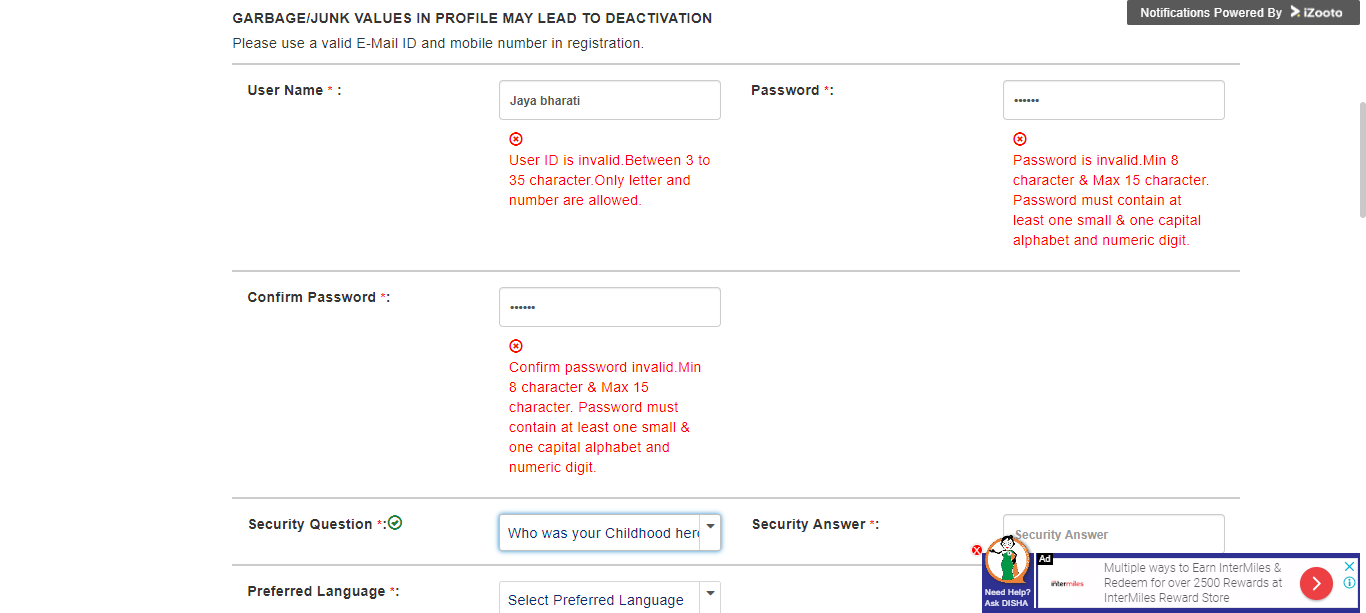 Notifications Powered By iZooto
GARBAGE/JUNK VALUES IN PROFILE MAY LEAD TO DEACTIVATION
Please use a valid E-Mail ID and mobile number in registration.
User Name * :
Jaya bharati
User ID is invalid.Between 3 to
35 character.Only letter and
number are allowed.
Password *:
••••••
Password is invalid.Min 8
character & Max 15 character.
Password must contain at
least one small & one capital
alphabet and numeric digit.
Confirm Password *:
••••••
Confirm password invalid.Min
8 character & Max 15
character. Password must
contain at least one small &
one capital alphabet and
numeric digit.
Security Question *:
Who was your Childhood her
Security Answer *:
Security Answer
Preferred Language *:
Select Preferred Language
Need Help?
Ask DISHA
Ad
intermiles
Multiple ways to Earn InterMiles &
Redeem for over 2500 Rewards at
InterMiles Reward Store